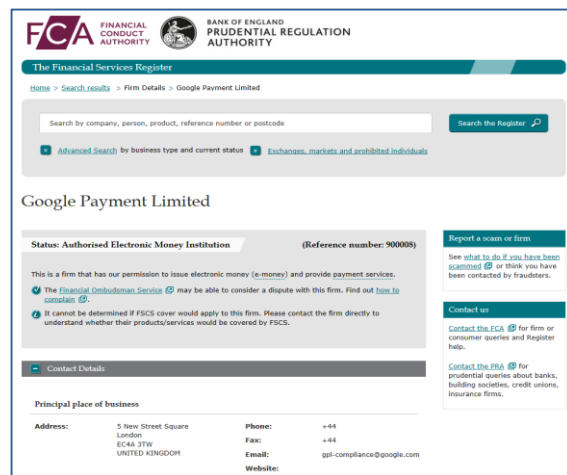 FCA FINANCIAL
CONDUCT
AUTHORITY
BANK OF ENGLAND
PRUDENTIAL REGULATION
AUTHORITY
The Financial Services Register
Home > Search results > Firm Details > Google Payment Limited
Search by company, person, product, reference number or postcode
Search the Register
Advanced Search by business type and current status Exchanges, markets and prohibited individuals
Google Payment Limited
Status: Authorised Electronic Money Institution (Reference number: 900008)
This is a firm that has our permission to issue electronic money (e-money) and provide payment services.
The Financial Ombudsman Service may be able to consider a dispute with this firm. Find out how to
complain.
It cannot be determined if FSCS cover would apply to this firm. Please contact the firm directly to
understand whether their products/services would be covered by FSCS.
Report a scam or firm
See what to do if you have been
scammed or think you have
been contacted by fraudsters.
Contact us
Contact the FCA for firm or
consumer queries and Register
help.
Contact the PRA for
prudential queries about banks,
building societies, credit unions,
insurance firms.
Contact Details
Principal place of business
Address: 5 New Street Square
London
EC4A 3TW
UNITED KINGDOM
Phone: +44
Fax: +44
Email: gpl-compliance@google.com
Website: